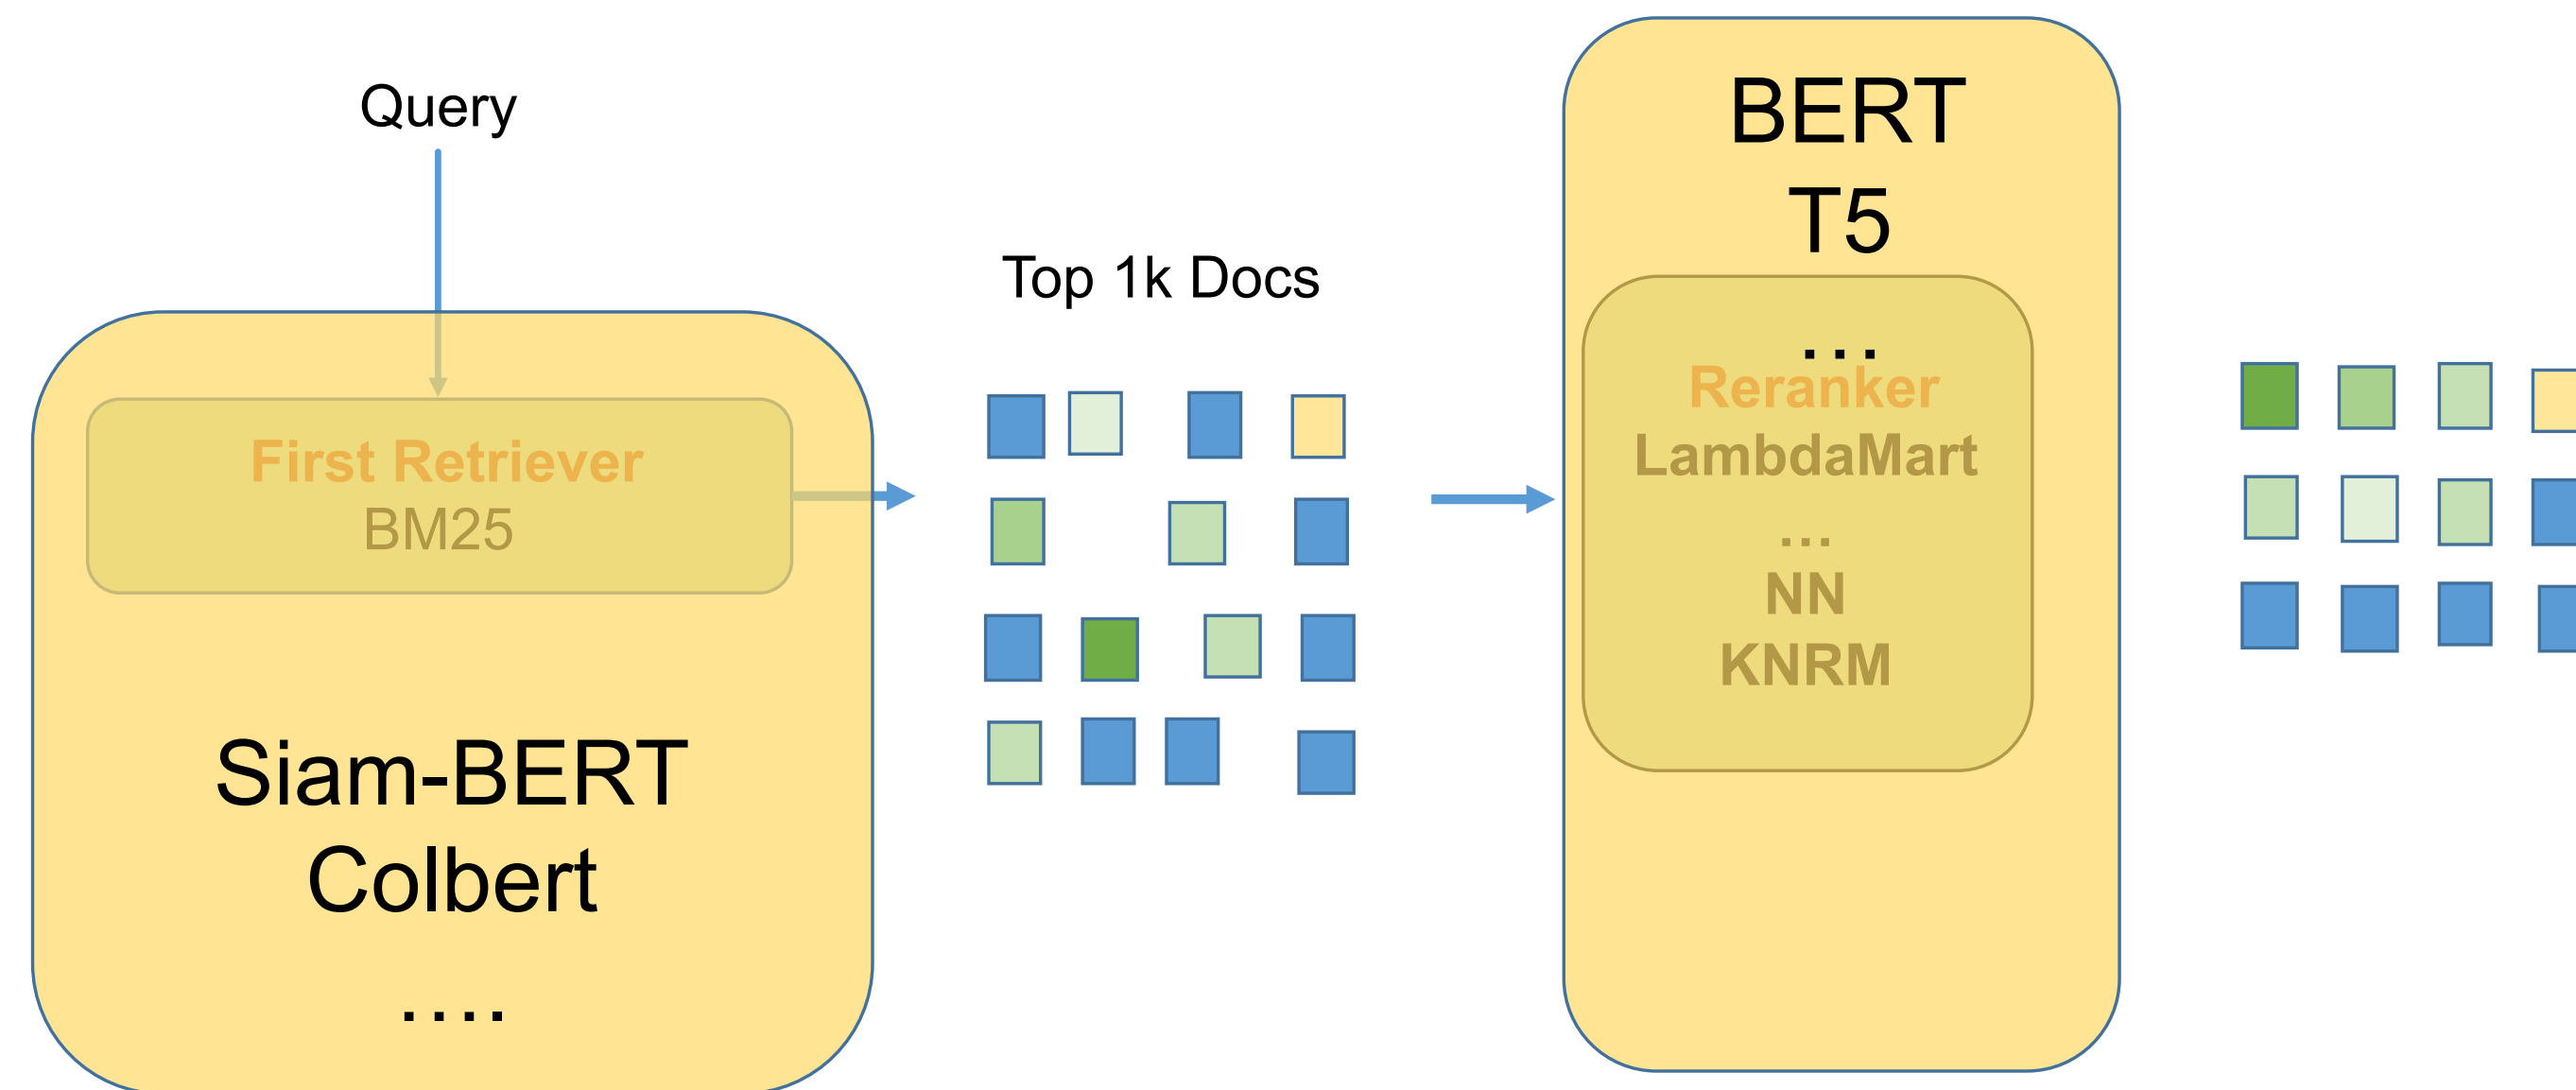 Query
First Retriever
BM25
Siam-BERT
Colbert
....
Top 1k Docs
BERT
T5
...
Reranker
LambdaMart
...
NN
KNRM